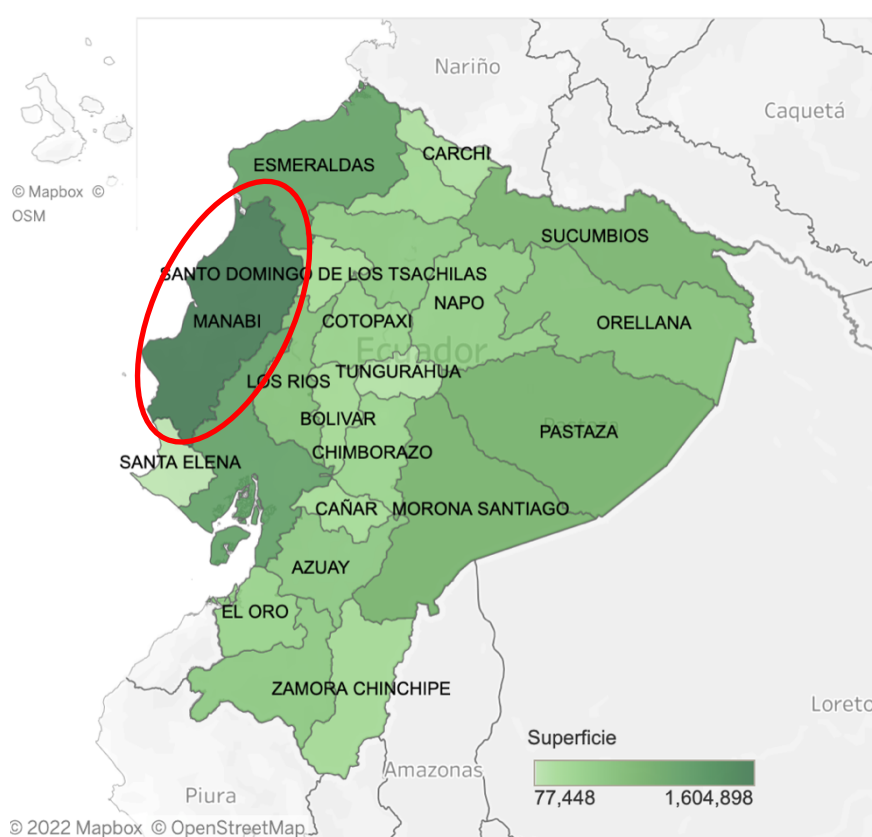 Nariño
Caquetá
CARCHI
ESMERALDAS
© Mapbox ©
OSM
SUCUMBIOS
SANTO DOMINGO DE LOS TSACHILAS
NAPO
MANABI
COTOPAXI
ORELLANA
Ecuador
TUNGURAHUA
LOS RIOS
BOLIVAR
PASTAZA
CHIMBORAZO
SANTA ELENA
CAÑAR
MORONA SANTIAGO
AZUAY
EL ORO
ZAMORA CHINCHIPE
Loreto
Superficie
77,448
1,604,898
Amazonas
Piura
© 2022 Mapbox © OpenStreetMap